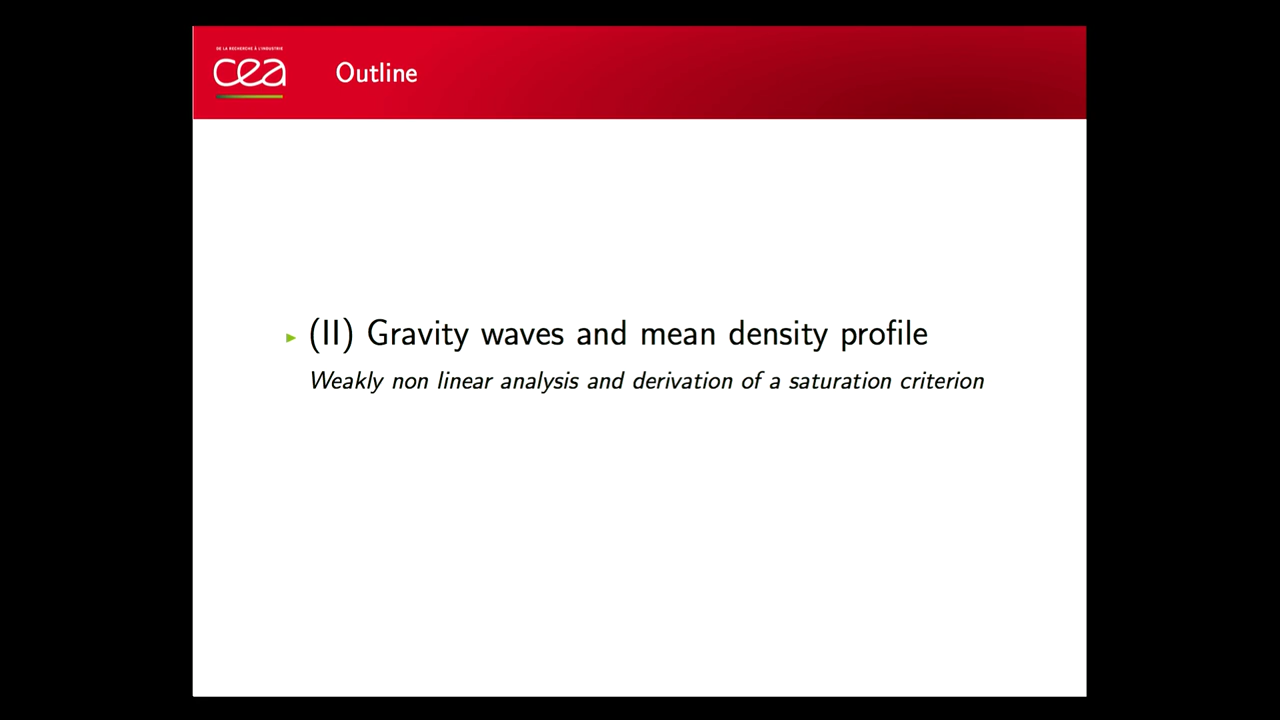 DE LA RECHERCHE À L'INDUSTRIE
cea
Outline
(II) Gravity waves and mean density profile
Weakly non linear analysis and derivation of a saturation criterion